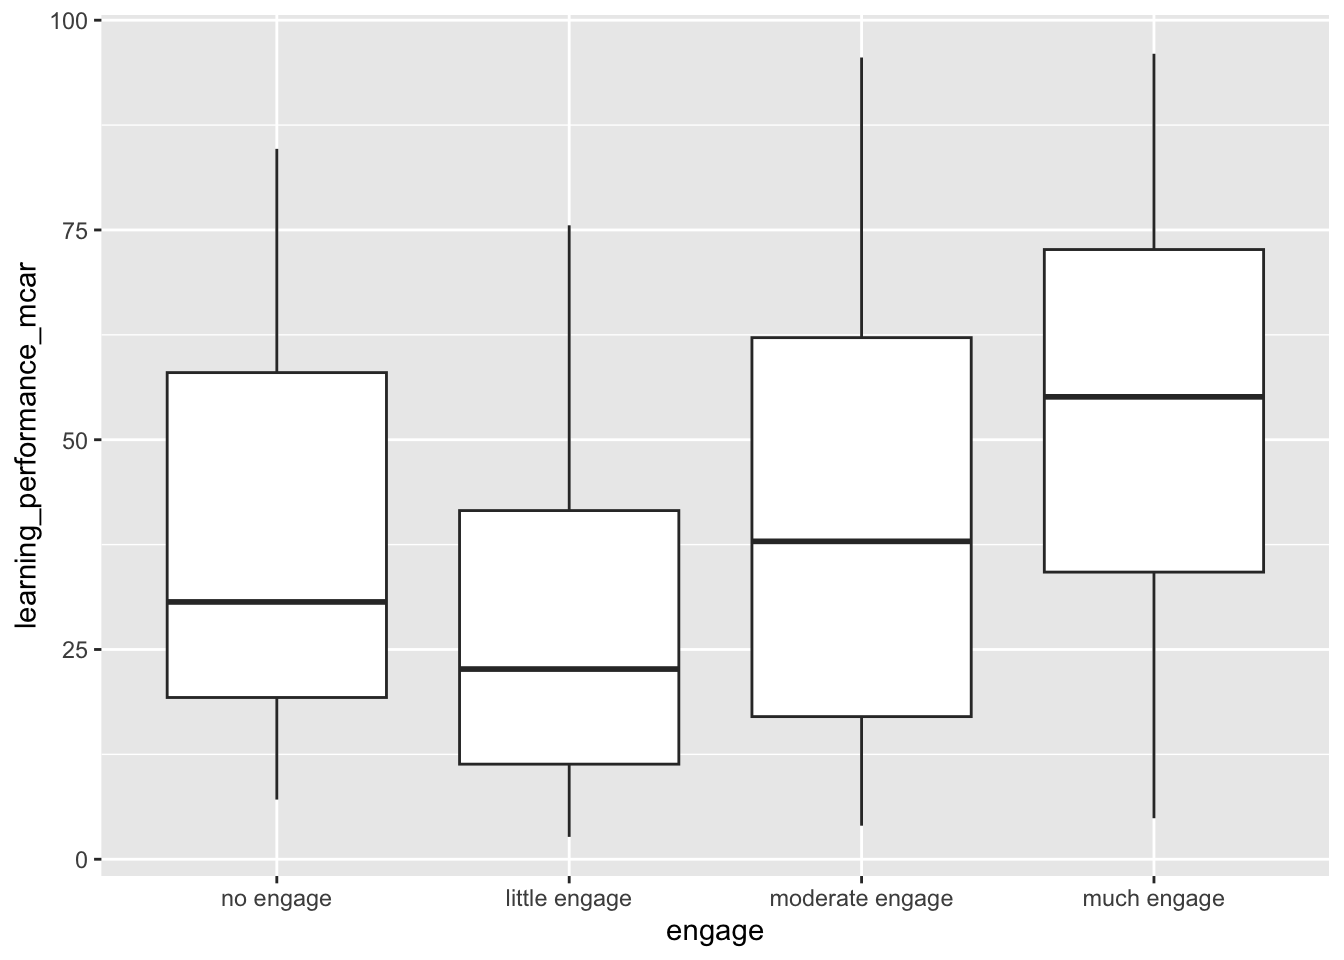 100
75
50
25
0
learning_performance_mcar
no engage
little engage
moderate engage
much engage
engage